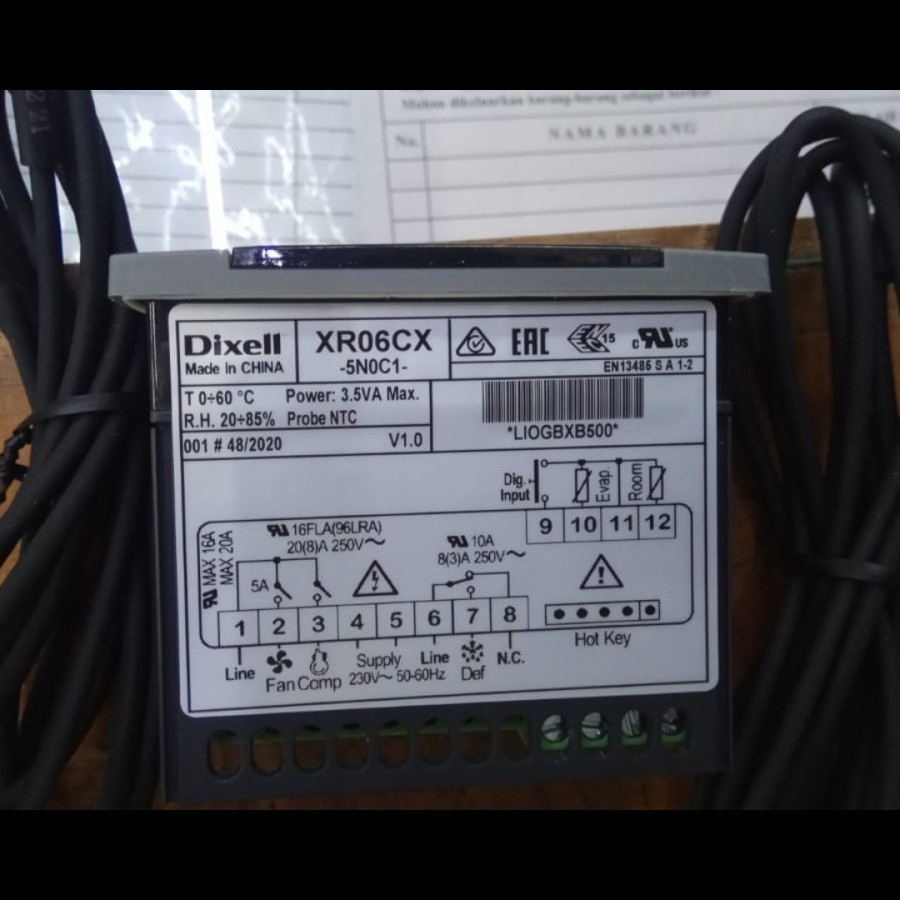 2 21
Mohon dikeluarkan barang-barang sebagai berikut :
No.
NAMA BARANG
Dixell
Made in CHINA
XR06CX
-5N0C1-
EAC
15
c US
EN13485 S A 1-2
T 0÷60 °C Power: 3.5VA Max.
R.H. 20÷85% Probe NTC
001 # 48/2020 V1.0
*LIOGBXB500*
Dig. Input
Evap.
Room
9 10 11 12
MAX 16A
MAX 20A
16FLA(96LRA)
20(8)A 250V~
10A
8(3)A 250V~
5A
1 2 3 4 5 6 7 8
Line
Fan
Comp
Supply
230V~ 50-60Hz
Line
Def
N.C.
Hot Key